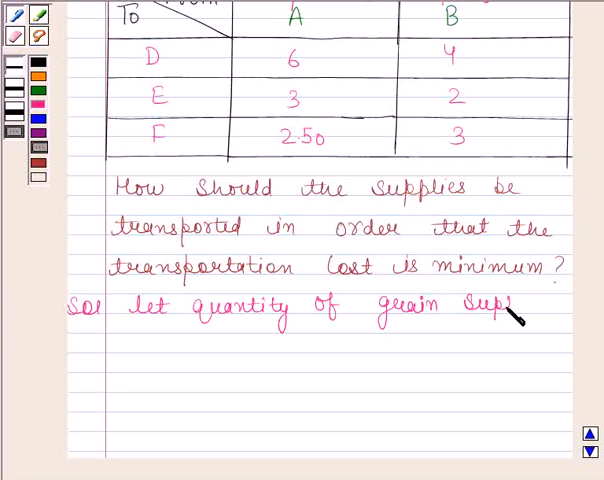 To A B
D 6 4
E 3 2
F 2.50 3
How should the supplies be
transported in order that the
transportation cost is minimum?
Sol let quantity of grain sup